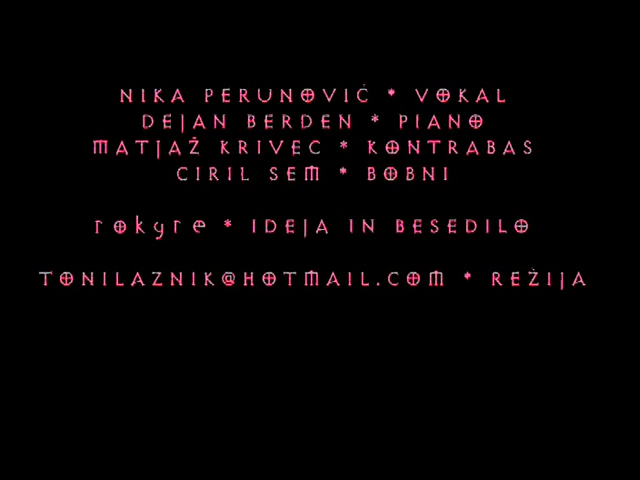 NIKA PERUNOVIĆ * VOKAL
DEJAN BERDEN * PIANO
MATJAŽ KRIVEC * KONTRABAS
CIRIL SEM * BOBNI
rokyre * IDEJA IN BESEDILO
TONILAZNIK@HOTMAIL.COM * REŽIJA